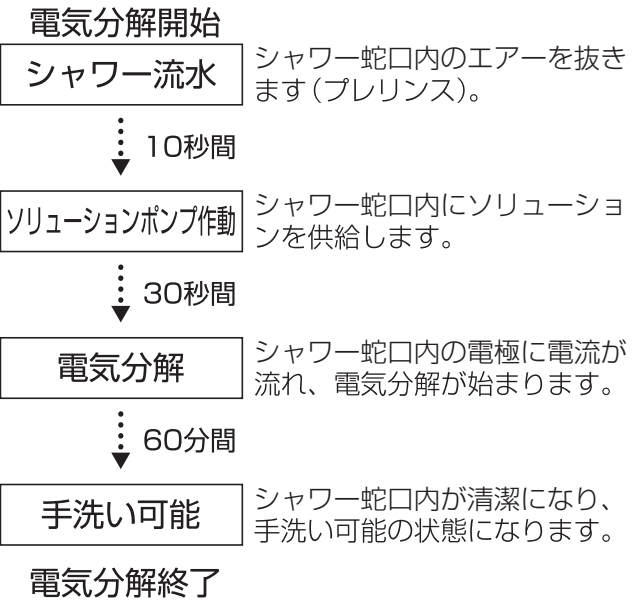 電気分解開始
シャワー流水
シャワー蛇口内のエアーを抜き
ます（プレリンス）。
10秒間
ソリューションポンプ作動
シャワー蛇口内にソリューショ
ンを供給します。
30秒間
電気分解
シャワー蛇口内の電極に電流が
流れ、電気分解が始まります。
60分間
手洗い可能
シャワー蛇口内が清潔になり、
手洗い可能の状態になります。
電気分解終了